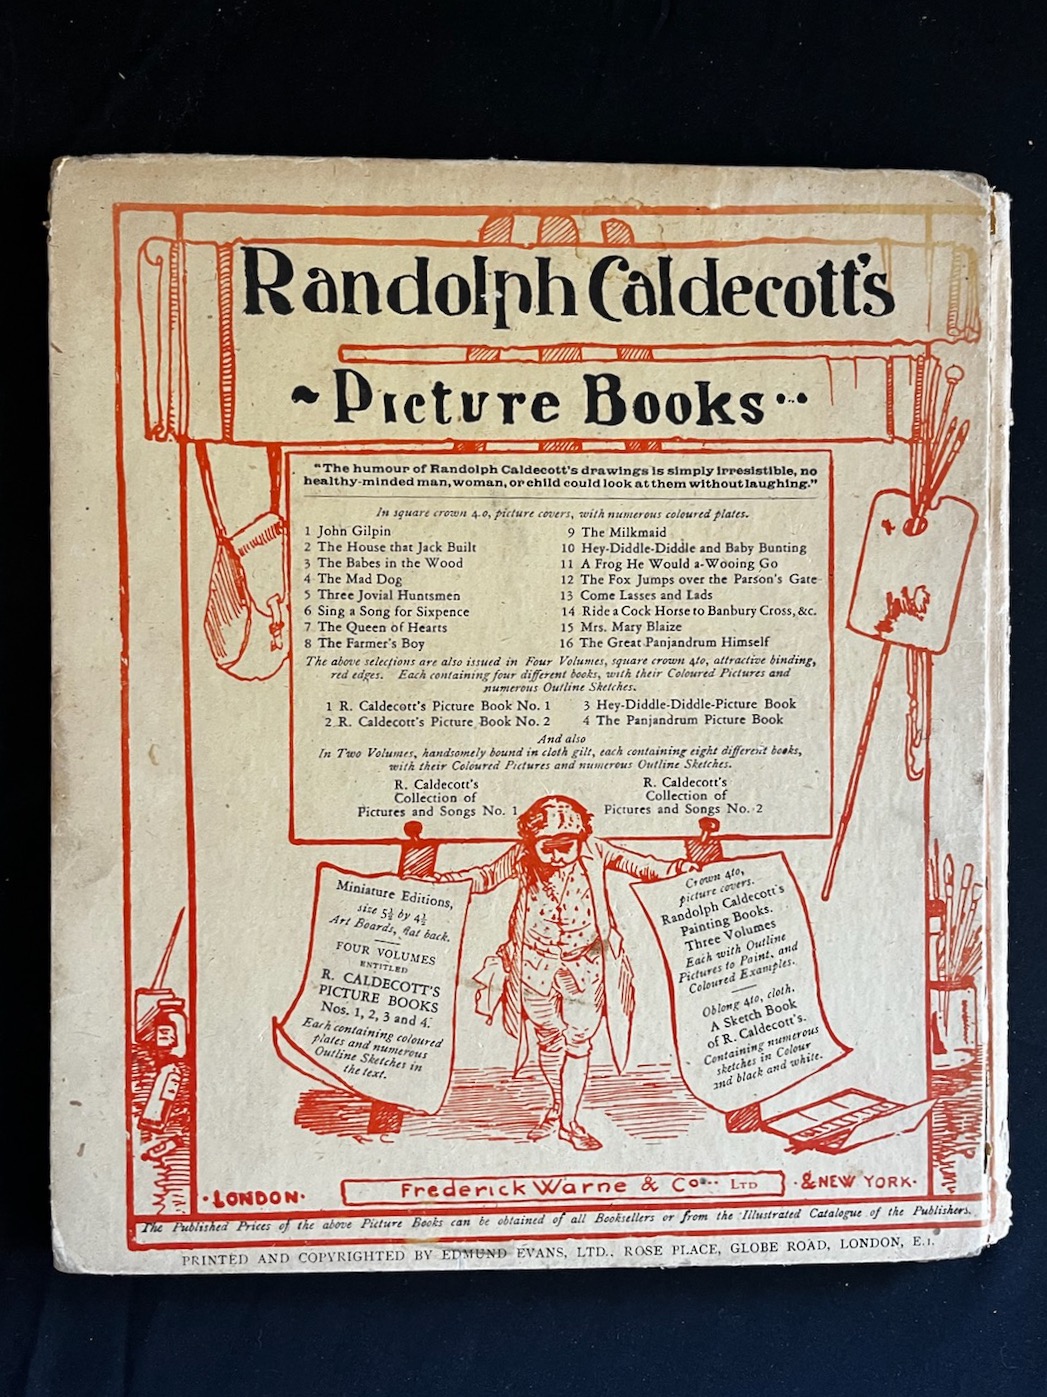 Randolph Caldecott's
~ Picture Books ··
"The humour of Randolph Caldecott's drawings is simply irresistible, no
healthy-minded man, woman, or child could look at them without laughing."
In square crown 4.o, picture covers, with numerous coloured plates.
1 John Gilpin
2 The House that Jack Built
3 The Babes in the Wood
4 The Mad Dog
5 Three Jovial Huntsmen
6 Sing a Song for Sixpence
7 The Queen of Hearts
8 The Farmer's Boy
9 The Milkmaid
10 Hey-Diddle-Diddle and Baby Bunting
11 A Frog He Would a-Wooing Go
12 The Fox Jumps over the Parson's Gate
13 Come Lasses and Lads
14 Ride a Cock Horse to Banbury Cross, &c.
15 Mrs. Mary Blaize
16 The Great Panjandrum Himself
The above selections are also issued in Four Volumes, square crown 4to, attractive binding,
red edges. Each containing four different books, with their Coloured Pictures and
numerous Outline Sketches.
1 R. Caldecott's Picture Book No. 1
2 R. Caldecott's Picture Book No. 2
3 Hey-Diddle-Diddle-Picture Book
4 The Panjandrum Picture Book
And also
In Two Volumes, handsomely bound in cloth gilt, each containing eight different books,
with their Coloured Pictures and numerous Outline Sketches.
R. Caldecott's
Collection of
Pictures and Songs No. 1
R. Caldecott's
Collection of
Pictures and Songs No. 2
Miniature Editions,
size 5½ by 4½
Art Boards, flat back.
FOUR VOLUMES
ENTITLED
R. CALDECOTT'S
PICTURE BOOKS
Nos. 1, 2, 3 and 4.
Each containing coloured
plates and numerous
Outline Sketches in
the text.
Crown 4to,
picture covers.
Randolph Caldecott's
Painting Books.
Three Volumes
Each with Outline
Pictures to Paint, and
Coloured Examples.
Oblong 4to, cloth.
A Sketch Book
of R. Caldecott's.
Containing numerous
sketches in Colour
and black and white.
R C
·LONDON· Frederick Warne & Co·· LTD ·& NEW YORK·
The Published Prices of the above Picture Books can be obtained of all Booksellers or from the Illustrated Catalogue of the Publishers.
PRINTED AND COPYRIGHTED BY EDMUND EVANS, LTD., ROSE PLACE, GLOBE ROAD, LONDON, E.1.